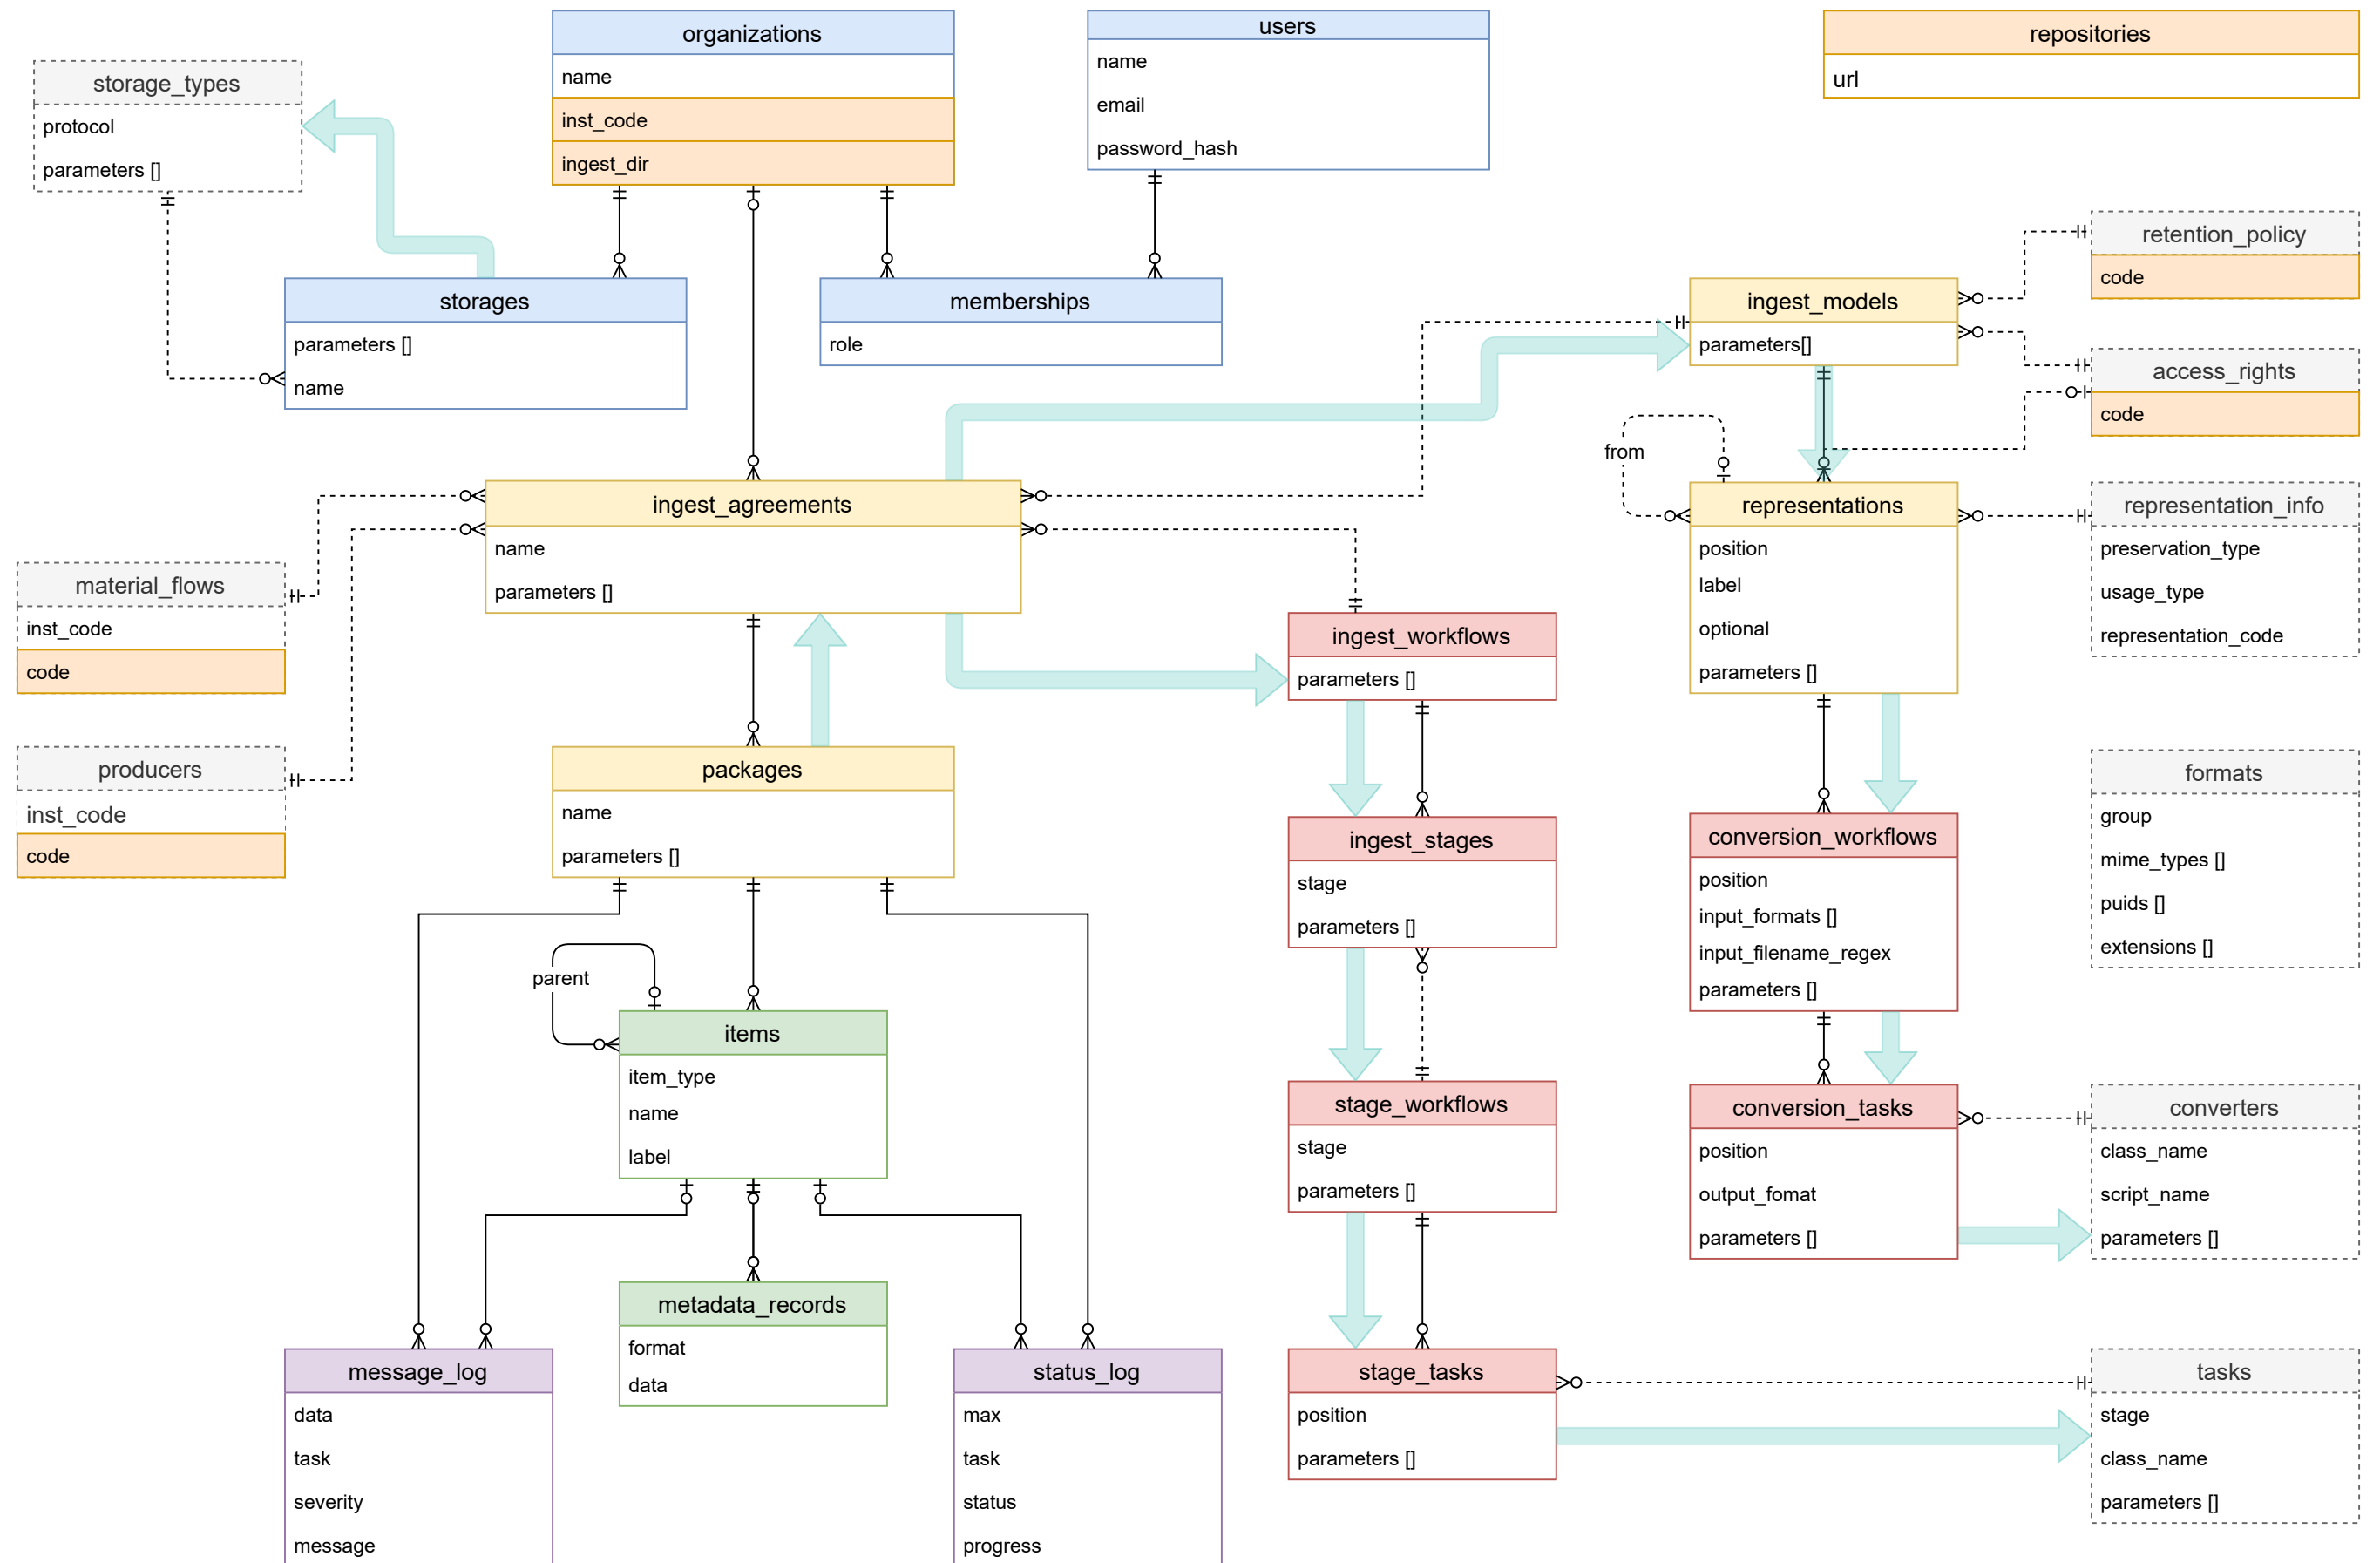 organizations
name
inst_code
ingest_dir
users
name
email
password_hash
repositories
url
storage_types
protocol
parameters []
storages
parameters []
name
memberships
role
ingest_models
parameters[]
retention_policy
code
access_rights
code
from
ingest_agreements
name
parameters []
representations
position
label
optional
parameters []
representation_info
preservation_type
usage_type
representation_code
material_flows
inst_code
code
ingest_workflows
parameters []
producers
inst_code
code
packages
name
parameters []
formats
group
mime_types []
puids []
extensions []
ingest_stages
stage
parameters []
conversion_workflows
position
input_formats []
input_filename_regex
parameters []
parent
items
item_type
name
label
stage_workflows
stage
parameters []
conversion_tasks
position
output_fomat
parameters []
converters
class_name
script_name
parameters []
metadata_records
format
data
message_log
data
task
severity
message
status_log
max
task
status
progress
stage_tasks
position
parameters []
tasks
stage
class_name
parameters []